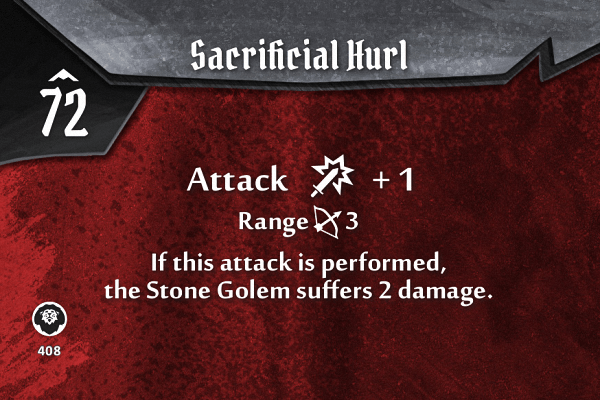 Sacrificial Hurl
72
Attack + 1
Range 3
If this attack is performed,
the Stone Golem suffers 2 damage.
408